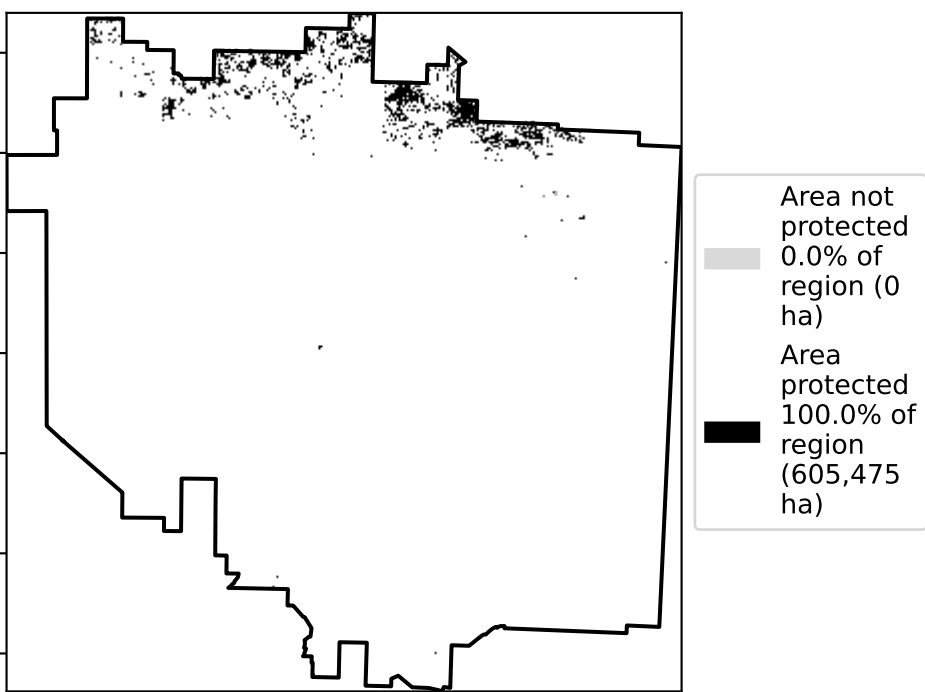 Area not
protected
0.0% of
region (0
ha)
Area
protected
100.0% of
region
(605,475
ha)